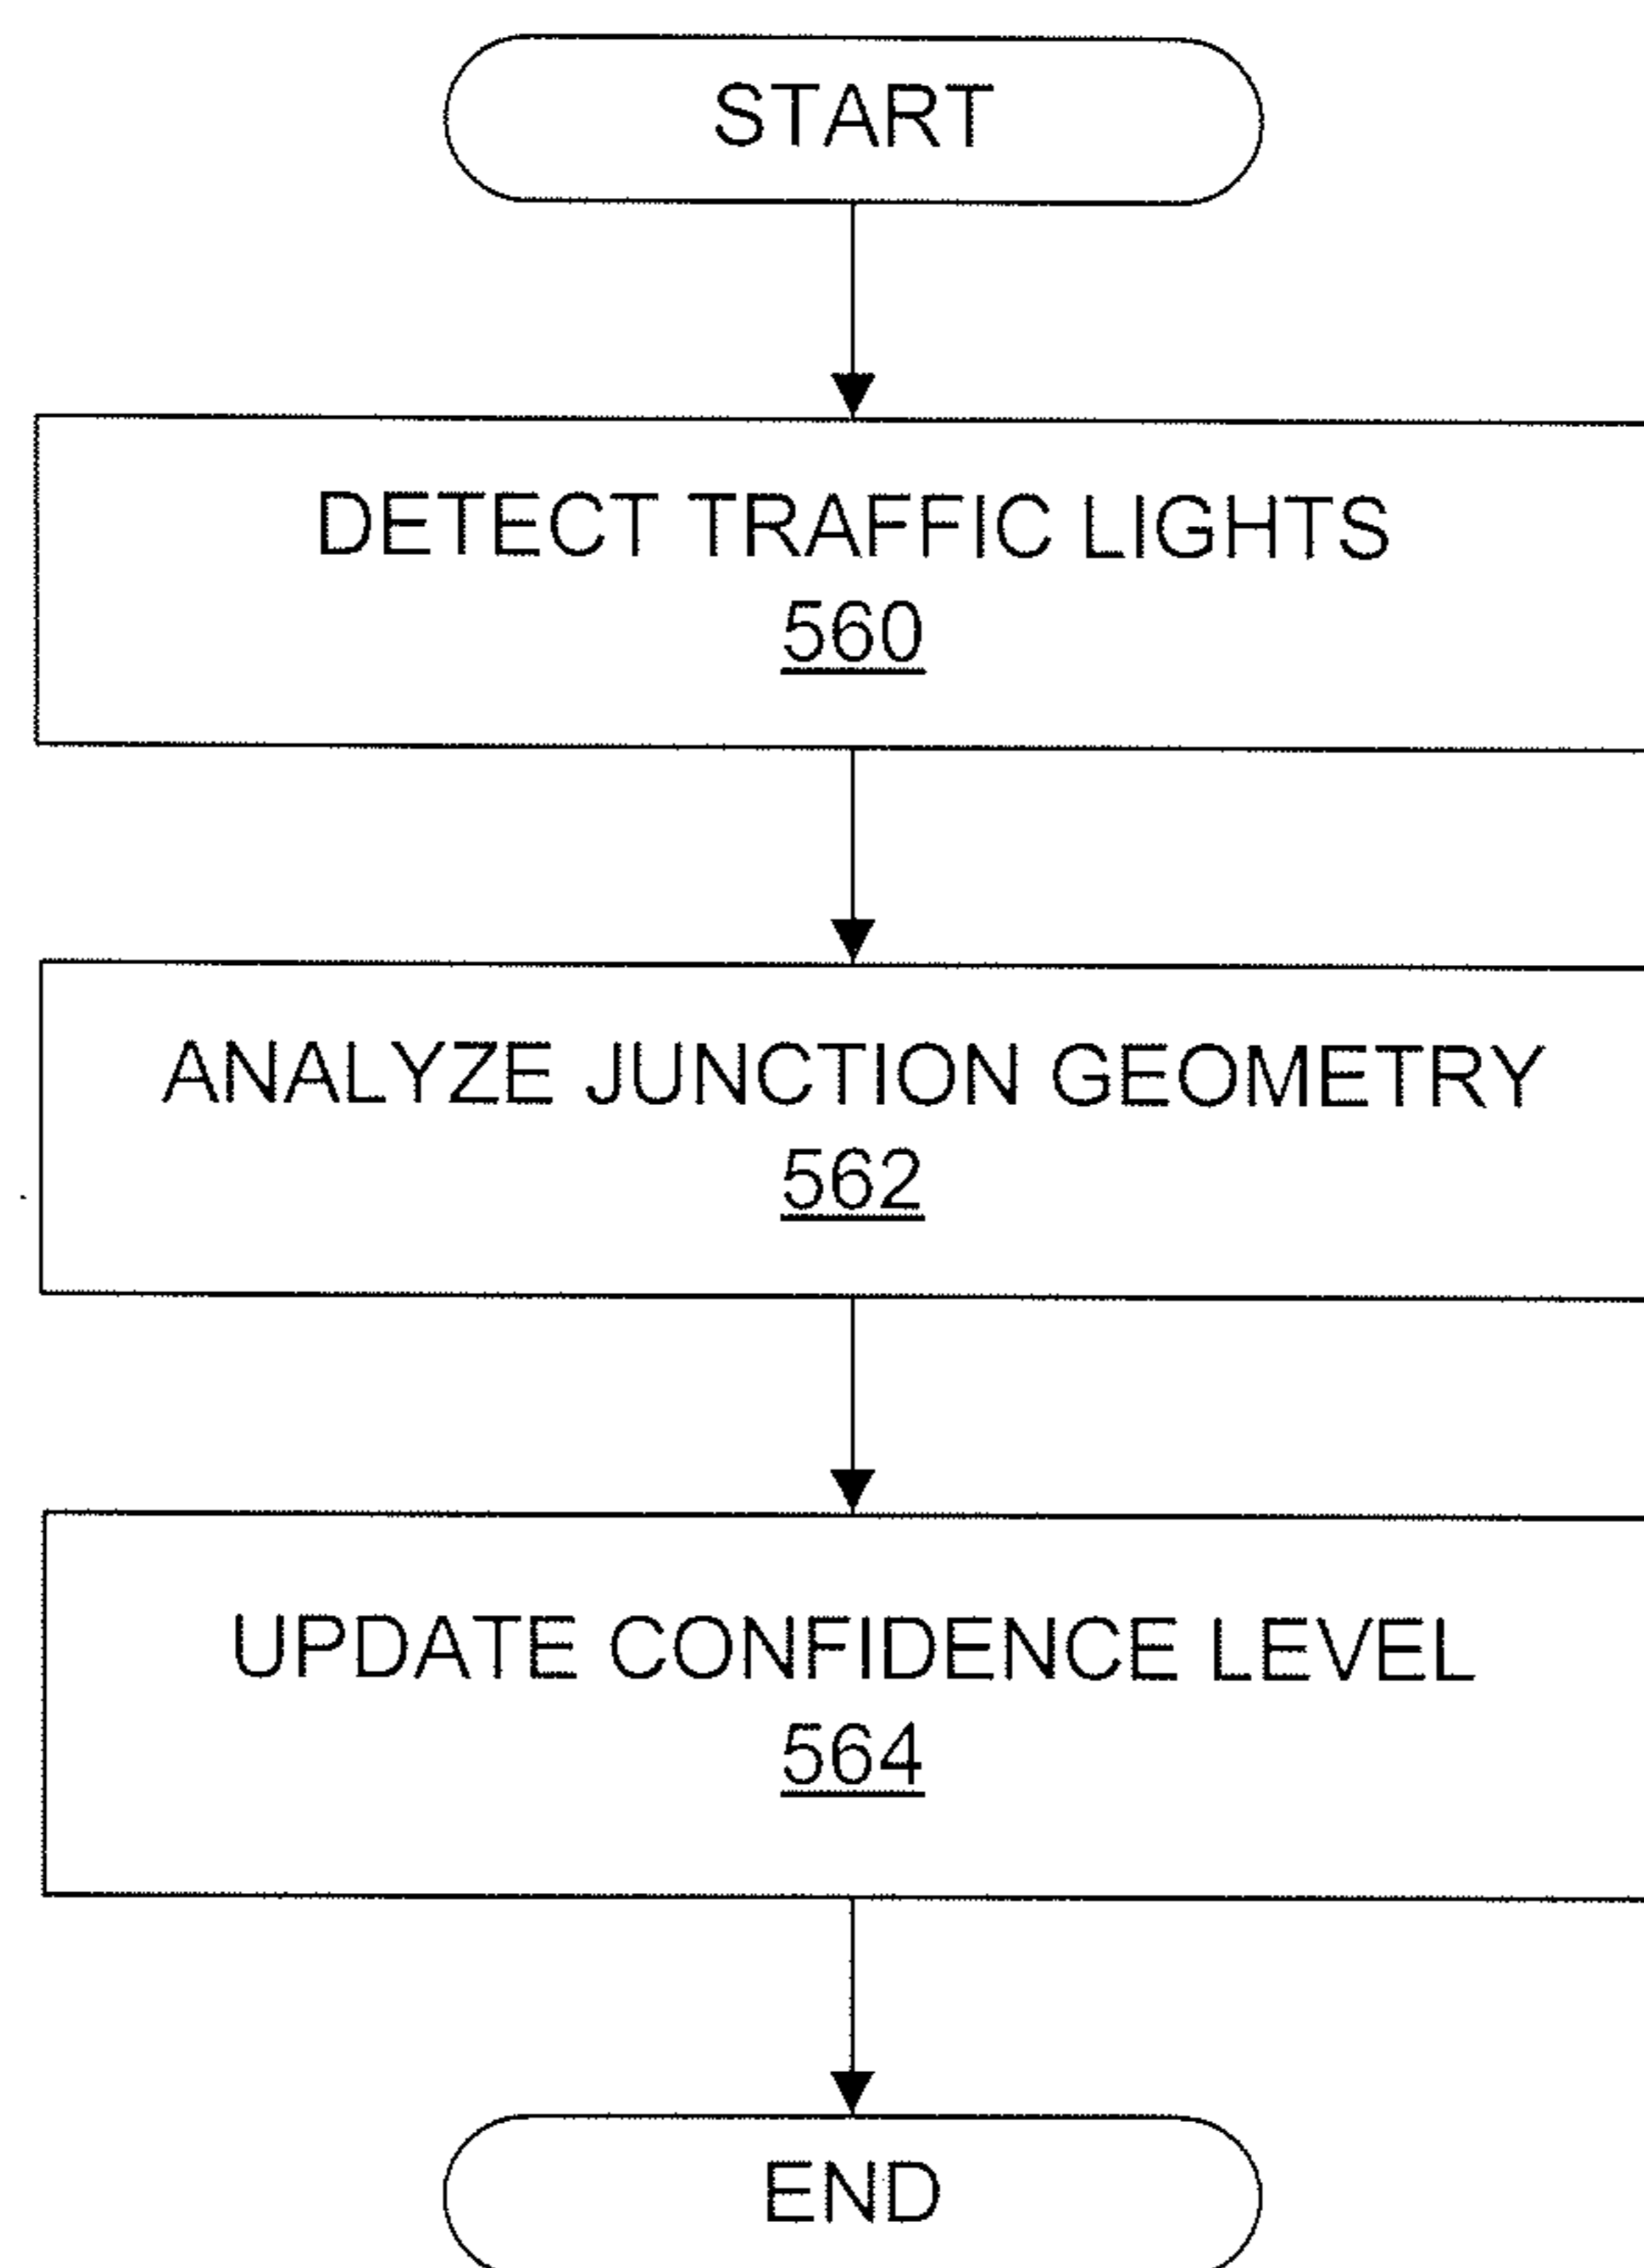 START
DETECT TRAFFIC LIGHTS
560
ANALYZE JUNCTION GEOMETRY
562
UPDATE CONFIDENCE LEVEL
564
END